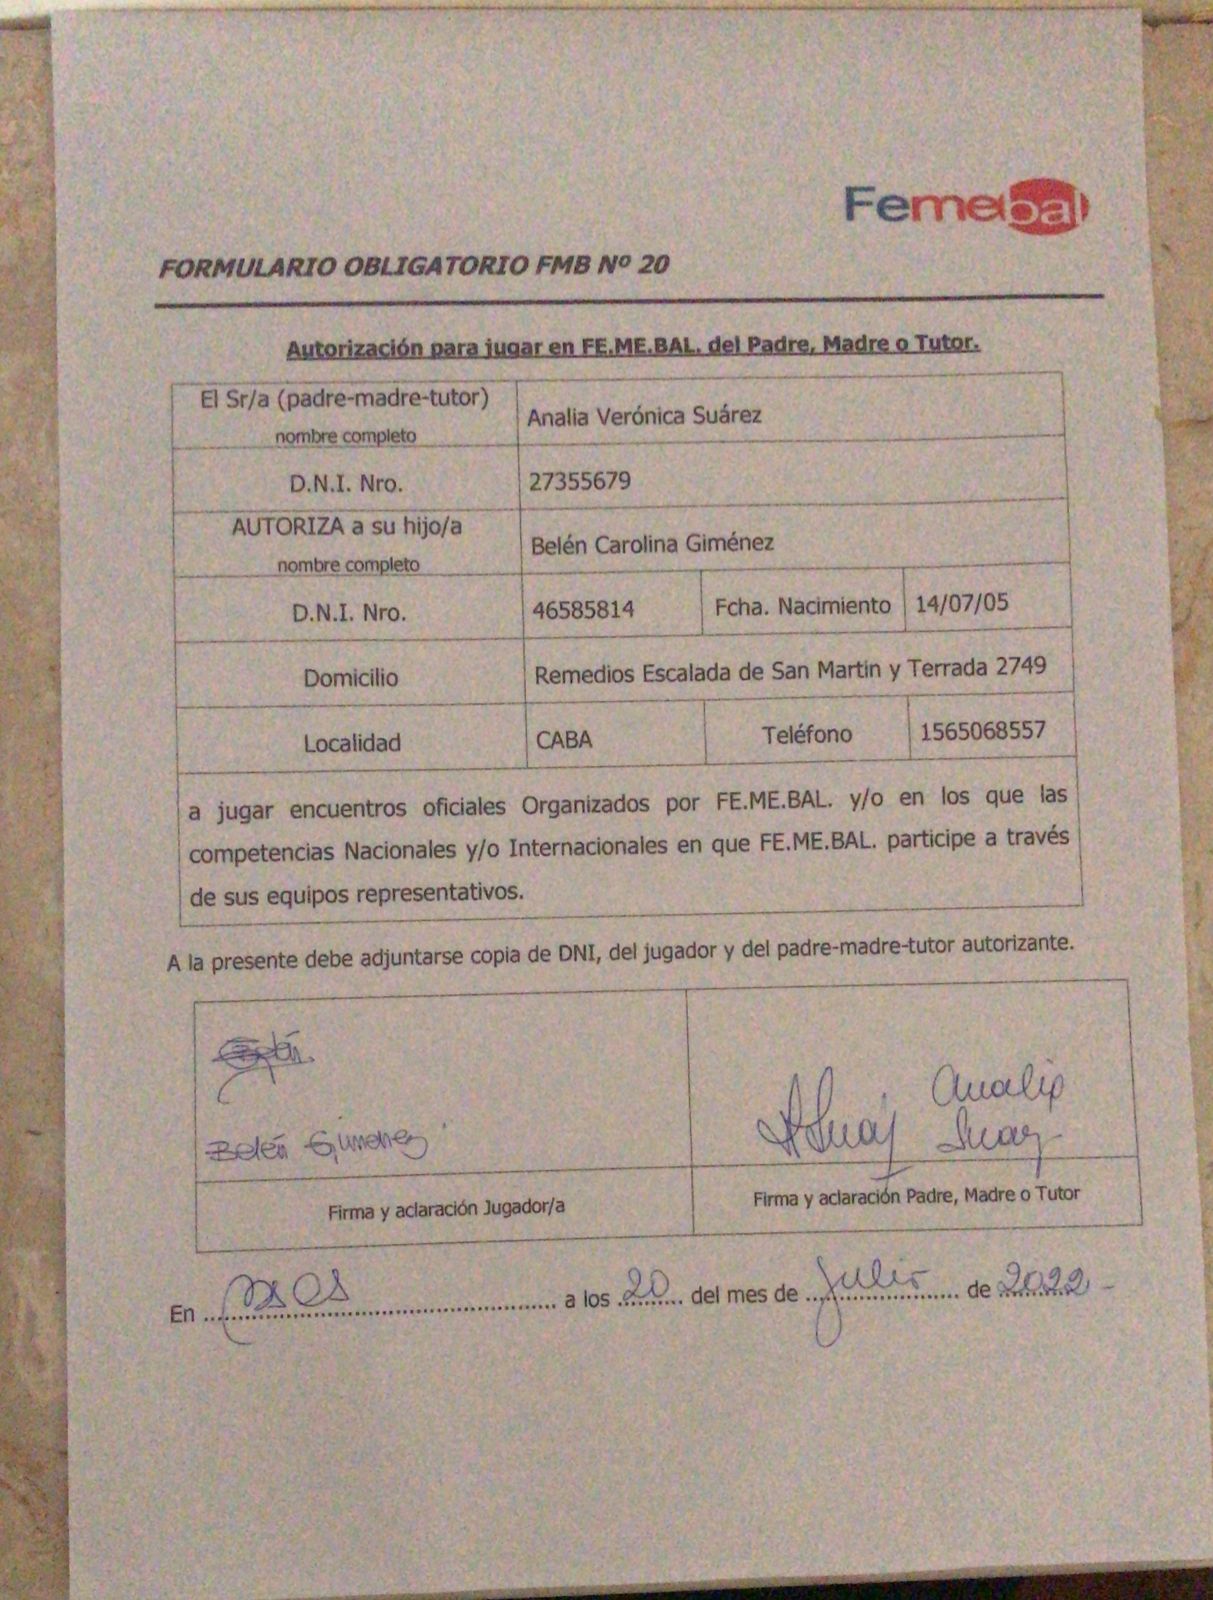 Femebal
FORMULARIO OBLIGATORIO FMB Nº 20
Autorización para jugar en FE.ME.BAL. del Padre, Madre o Tutor.
El Sr/a (padre-madre-tutor)
nombre completo
Analia Verónica Suárez
D.N.I. Nro.
27355679
AUTORIZA a su hijo/a
nombre completo
Belén Carolina Giménez
D.N.I. Nro.
46585814
Fcha. Nacimiento
14/07/05
Domicilio
Remedios Escalada de San Martin y Terrada 2749
Localidad
CABA
Teléfono
1565068557
a jugar encuentros oficiales Organizados por FE.ME.BAL. y/o en los que las
competencias Nacionales y/o Internacionales en que FE.ME.BAL. participe a través
de sus equipos representativos.
A la presente debe adjuntarse copia de DNI, del jugador y del padre-madre-tutor autorizante.
Belén Giménez
Analia
Suarez
Firma y aclaración Jugador/a
Firma y aclaración Padre, Madre o Tutor
En a los 20 del mes de Julio de 2022